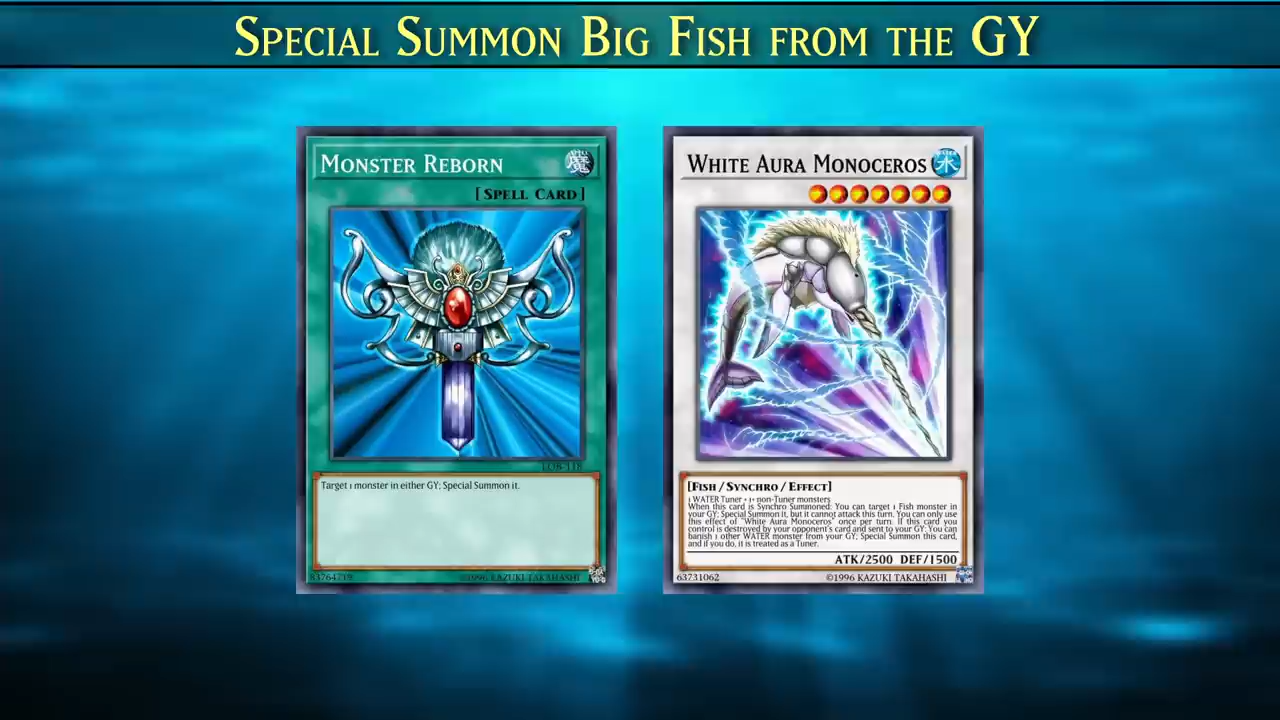 Special Summon Big Fish from the GY
Monster Reborn 魔
[Spell Card]
LOB-118
Target 1 monster in either GY; Special Summon it.
83764719 ©1996 KAZUKI TAKAHASHI
White Aura Monoceros WATER 水
[Fish / Synchro / Effect]
1 WATER Tuner + 1+ non-Tuner monsters
When this card is Synchro Summoned: You can target 1 Fish monster in
your GY; Special Summon it, but it cannot attack this turn. You can only use
this effect of "White Aura Monoceros" once per turn. If this card you
control is destroyed by your opponent's card and sent to your GY: You can
banish 1 other WATER monster from your GY; Special Summon this card,
and if you do, it is treated as a Tuner.
ATK/2500 DEF/1500
63731062 ©1996 KAZUKI TAKAHASHI